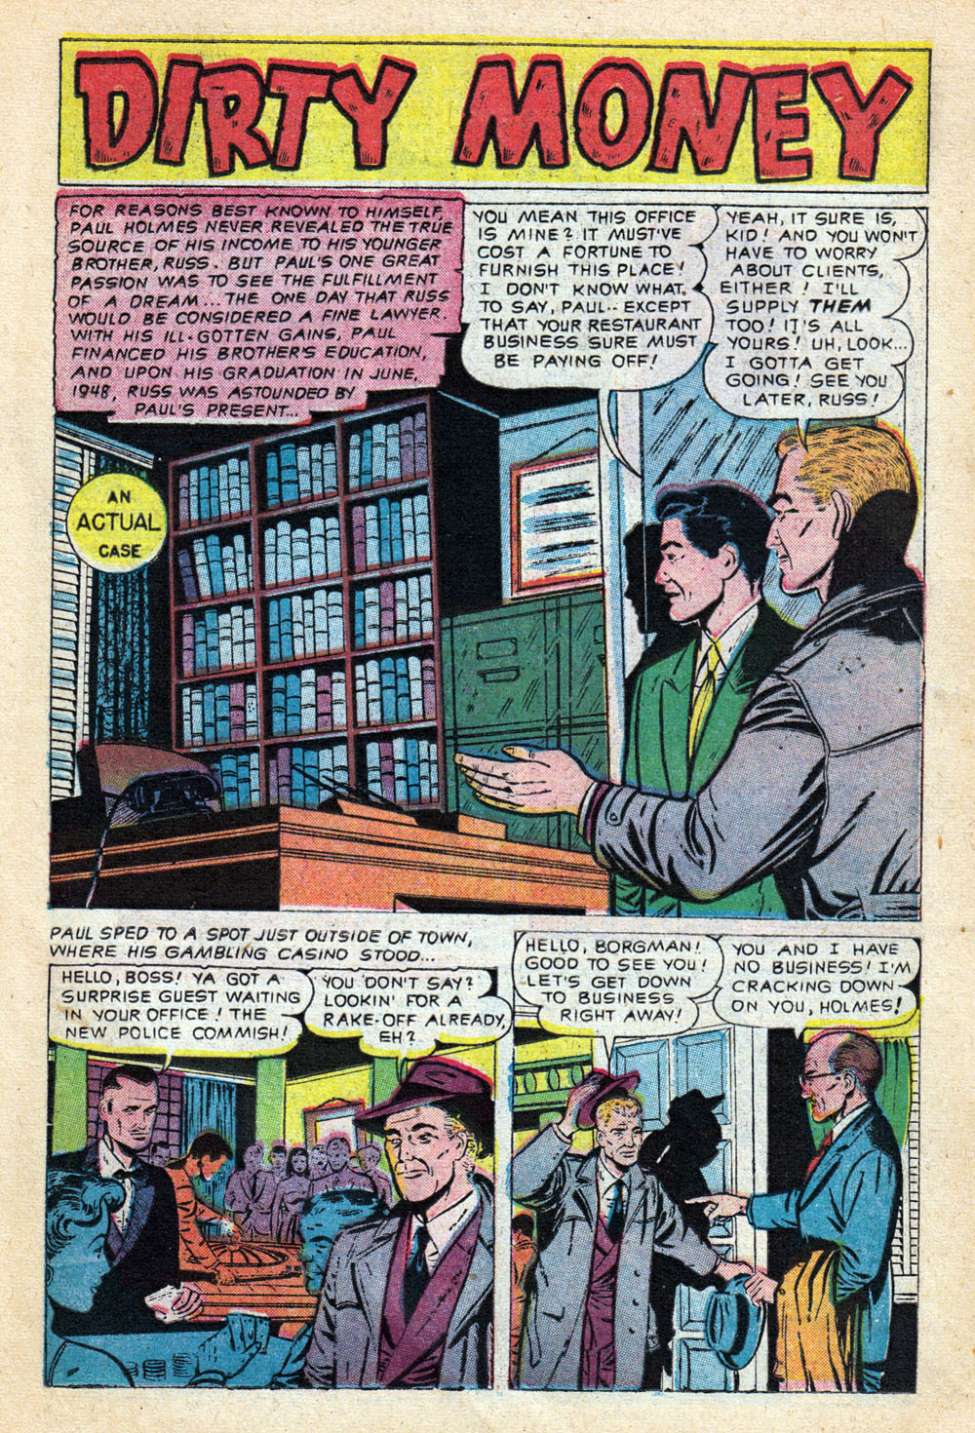 DIRTY MONEY
FOR REASONS BEST KNOWN TO HIMSELF,
PAUL HOLMES NEVER REVEALED THE TRUE
SOURCE OF HIS INCOME TO HIS YOUNGER
BROTHER, RUSS. BUT PAUL'S ONE GREAT
PASSION WAS TO SEE THE FULFILLMENT
OF A DREAM... THE ONE DAY THAT RUSS
WOULD BE CONSIDERED A FINE LAWYER.
WITH HIS ILL-GOTTEN GAINS, PAUL
FINANCED HIS BROTHER'S EDUCATION,
AND UPON HIS GRADUATION IN JUNE,
1948, RUSS WAS ASTOUNDED BY
PAUL'S PRESENT...
YOU MEAN THIS OFFICE
IS MINE? IT MUST'VE
COST A FORTUNE TO
FURNISH THIS PLACE!
I DON'T KNOW WHAT
TO SAY, PAUL-- EXCEPT
THAT YOUR RESTAURANT
BUSINESS SURE MUST
BE PAYING OFF!
YEAH, IT SURE IS,
KID! AND YOU WON'T
HAVE TO WORRY
ABOUT CLIENTS,
EITHER! I'LL
SUPPLY THEM
TOO! IT'S ALL
YOURS! UH, LOOK...
I GOTTA GET
GOING! SEE YOU
LATER, RUSS!
AN
ACTUAL
CASE
PAUL SPED TO A SPOT JUST OUTSIDE OF TOWN,
WHERE HIS GAMBLING CASINO STOOD...
HELLO, BOSS! YA GOT A
SURPRISE GUEST WAITING
IN YOUR OFFICE! THE
NEW POLICE COMMISH!
YOU DON'T SAY?
LOOKIN' FOR A
RAKE-OFF ALREADY,
EH?
HELLO, BORGMAN!
GOOD TO SEE YOU!
LET'S GET DOWN
TO BUSINESS
RIGHT AWAY!
YOU AND I HAVE
NO BUSINESS! I'M
CRACKING DOWN
ON YOU, HOLMES!